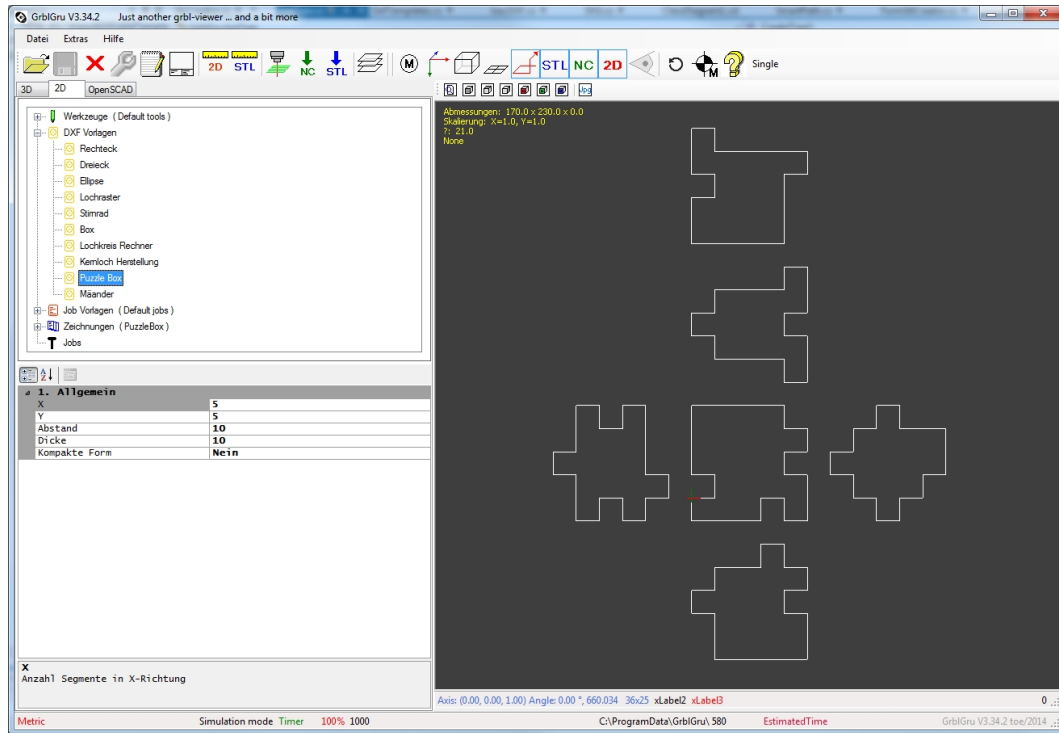 GrblGru V3.34.2 Just another grbl-viewer ... and a bit more
Datei Extras Hilfe
2D STL NC STL M STL NC 2D M Single
3D 2D OpenSCAD
Jpg
Werkzeuge ( Default tools )
DXF Vorlagen
Rechteck
Dreieck
Ellipse
Lochraster
Stirnrad
Box
Lochkreis Rechner
Kernloch Herstellung
Puzzle Box
Mäander
Job Vorlagen ( Default jobs )
Zeichnungen ( PuzzleBox )
Jobs
1. Allgemein
X 5
Y 5
Abstand 10
Dicke 10
Kompakte Form Nein
X
Anzahl Segmente in X-Richtung
Abmessungen: 170.0 x 230.0 x 0.0
Skalierung: X=1.0, Y=1.0
?: 21.0
None
Axis: (0.00, 0.00, 1.00) Angle: 0.00 °, 660.034 36x25 xLabel2 xLabel3 0
Metric Simulation mode Timer 100% 1000 C:\ProgramData\GrblGru\ 580 EstimatedTime GrblGru V3.34.2 toe/2014